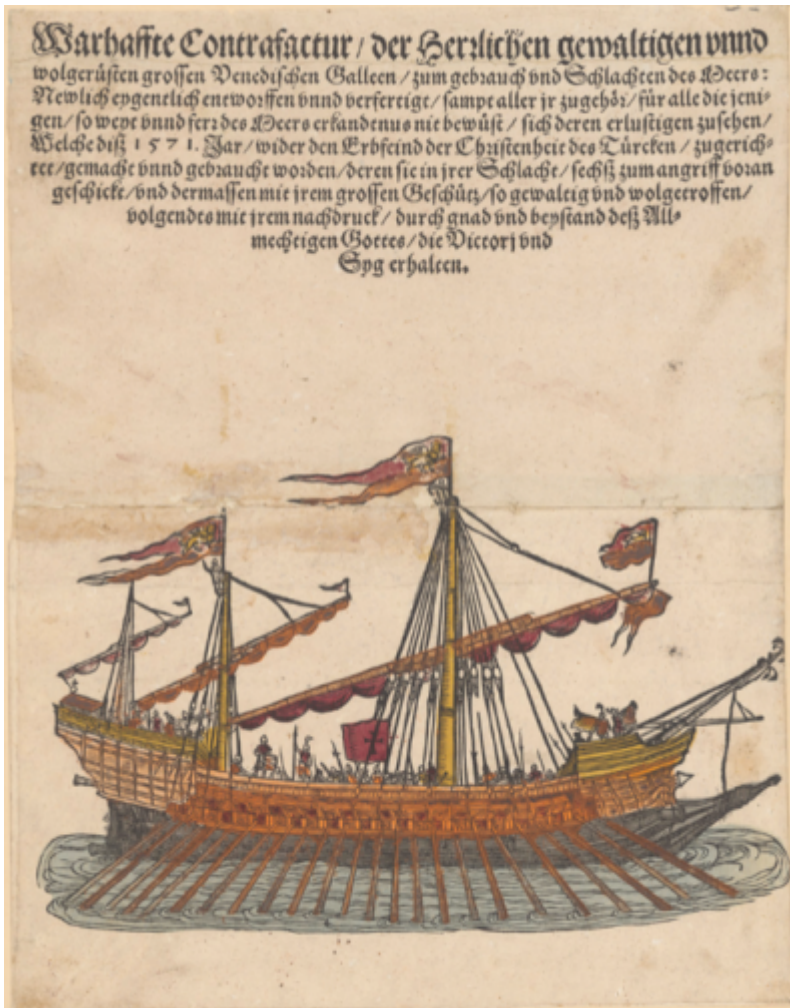 Warhaffte Contrafactur / der Herrlichen gewaltigen vnnd
wolgerüsten grossen Venedischen Galleen / zum gebrauch vnd Schlachten des Meers:
Newlich eygentlich entworffen vnnd verfertigt / sampt aller jr zugehör / für alle die jeni-
gen / so weyt vnnd ferr des Meers erkandtnus nit bewüst / sich deren erlustigen zusehen /
Welche diß 1571. Jar / wider den Erbfeind der Christenheit des Türcken / zugerich-
tet / gemacht vnnd gebraucht worden / deren sie in jrer Schlacht / sechß zum angriff voran
geschickt / vnd dermassen mit jrem grossen Geschütz / so gewaltig vnd wolgetroffen /
volgendts mit jrem nachdruck / durch gnad vnd beystand deß All-
mechtigen Gottes / die Victorj vnd
Syg erhalten.